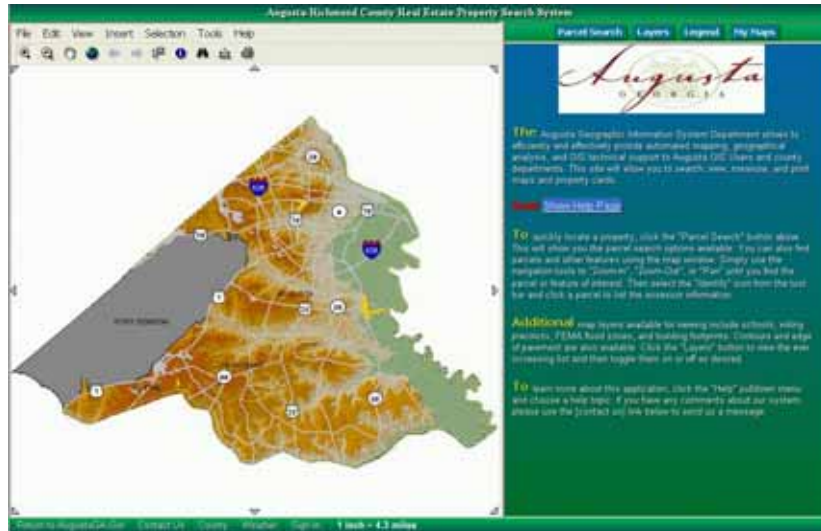 Augusta Richmond County Real Estate Property Search System
File Edit View Insert Selection Tools Help
Parcel Search Layers Legend My Maps
Augusta
GEORGIA
The Augusta Geographic Information System Department strives to
efficiently and effectively provide automated mapping, geographical
analysis, and GIS technical support to Augusta GIS Users and county
departments. This site will allow you to search, view, measure, and print
maps and property cards.
Show Help Page
To quickly locate a property, click the "Parcel Search" button above.
This will show you the parcel search options available. You can also find
parcels and other features using the map window. Simply use the
navigation tools to "Zoom-In", "Zoom-Out", or "Pan" until you find the
parcel or feature of interest. Then select the "Identify" icon from the tool
bar and click a parcel to list the assessor information.
Additional map layers available for viewing include schools, voting
precincts, FEMA flood zones, and building footprints. Contours and edge
of pavement are also available. Click the "Layers" button to view the ever
increasing list and then toggle them on or off as desired.
To learn more about this application, click the "Help" pulldown menu
and choose a help topic. If you have any comments about our system
please use the [contact us] link below to send us a message.
28
520
4
1
25
1
25
FORT GORDON
Return to AugustaGA.Gov Contact Us County Weather Sign in 1 inch = 4.3 miles